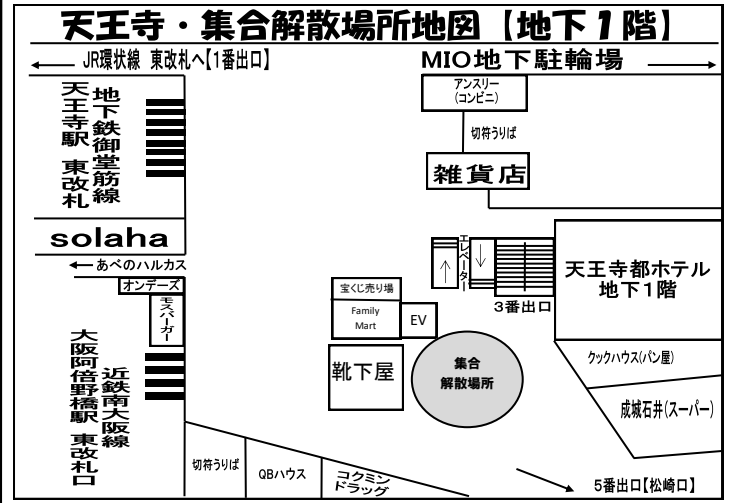 天王寺・集合解散場所地図【地下1階】
JR環状線 東改札へ【1番出口】
MIO地下駐輪場
地下鉄御堂筋線
天王寺駅 東改札
アンスリー
(コンビニ)
切符うりば
雑貨店
solaha
あべのハルカス
オンデーズ
モスバーガー
近鉄南大阪線
大阪阿倍野橋駅 東改札口
エレベーター
3番出口
天王寺都ホテル
地下1階
宝くじ売り場
Family
Mart
EV
靴下屋
集合
解散場所
クックハウス(パン屋)
成城石井(スーパー)
切符うりば
QBハウス
コクミン
ドラッグ
5番出口【松崎口】